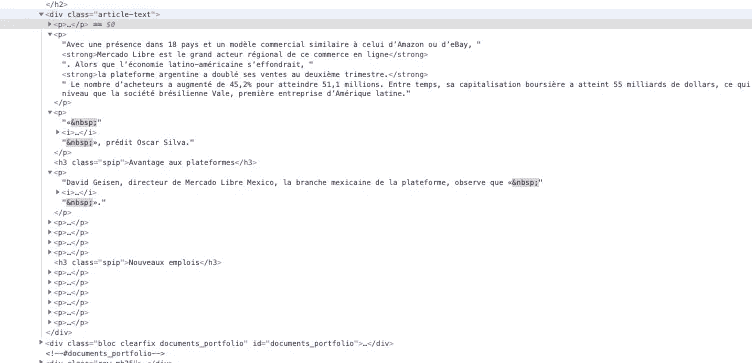 </h2>
▼<div class="article-text">
▶<p>…</p> == $0
▼<p>
"Avec une présence dans 18 pays et un modèle commercial similaire à celui d’Amazon ou d’eBay, "
<strong>Mercado Libre est le grand acteur régional de ce commerce en ligne</strong>
". Alors que l’économie latino-américaine s’effondrait, "
<strong>la plateforme argentine a doublé ses ventes au deuxième trimestre.</strong>
" Le nombre d’acheteurs a augmenté de 45,2% pour atteindre 51,1 millions. Entre temps, sa capitalisation boursière a atteint 55 milliards de dollars, ce qui
niveau que la société brésilienne Vale, première entreprise d’Amérique latine."
</p>
▼<p>
"«&nbsp;"
▶<i>…</i>
"&nbsp;», prédit Oscar Silva."
</p>
<h3 class="spip">Avantage aux plateformes</h3>
▼<p>
"David Geisen, directeur de Mercado Libre Mexico, la branche mexicaine de la plateforme, observe que «&nbsp;"
▶<i>…</i>
"&nbsp;»."
</p>
▶<p>…</p>
▶<p>…</p>
▶<p>…</p>
▶<p>…</p>
<h3 class="spip">Nouveaux emplois</h3>
▶<p>…</p>
▶<p>…</p>
▶<p>…</p>
▶<p>…</p>
▶<p>…</p>
▶<p>…</p>
</div>
▶<div class="bloc clearfix documents_portfolio" id="documents_portfolio">…</div>
<!--#documents_portfolio-->